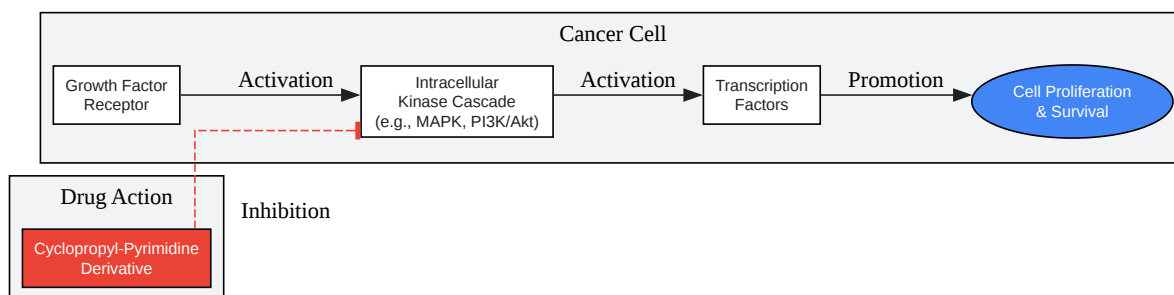 Cancer Cell
Growth Factor
Receptor
Activation
Intracellular
Kinase Cascade
(e.g., MAPK, PI3K/Akt)
Activation
Transcription
Factors
Promotion
Cell Proliferation
& Survival
Drug Action
Inhibition
Cyclopropyl-Pyrimidine
Derivative